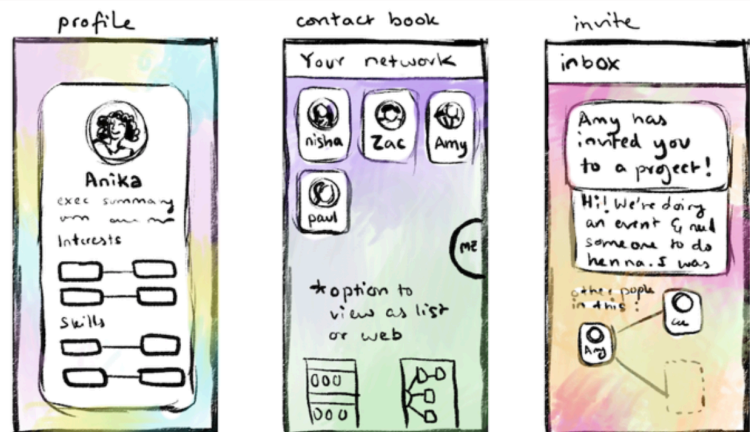 profile
Anika
exec summary
Interests
Skills
contact book
Your network
nisha
Zac
Amy
paul
ME
*option to
view as list
or web
invite
inbox
Amy has
invited you
to a project!
Hi! We're doing
an event &
someone to do
henna. I was
other
in this:
Amy